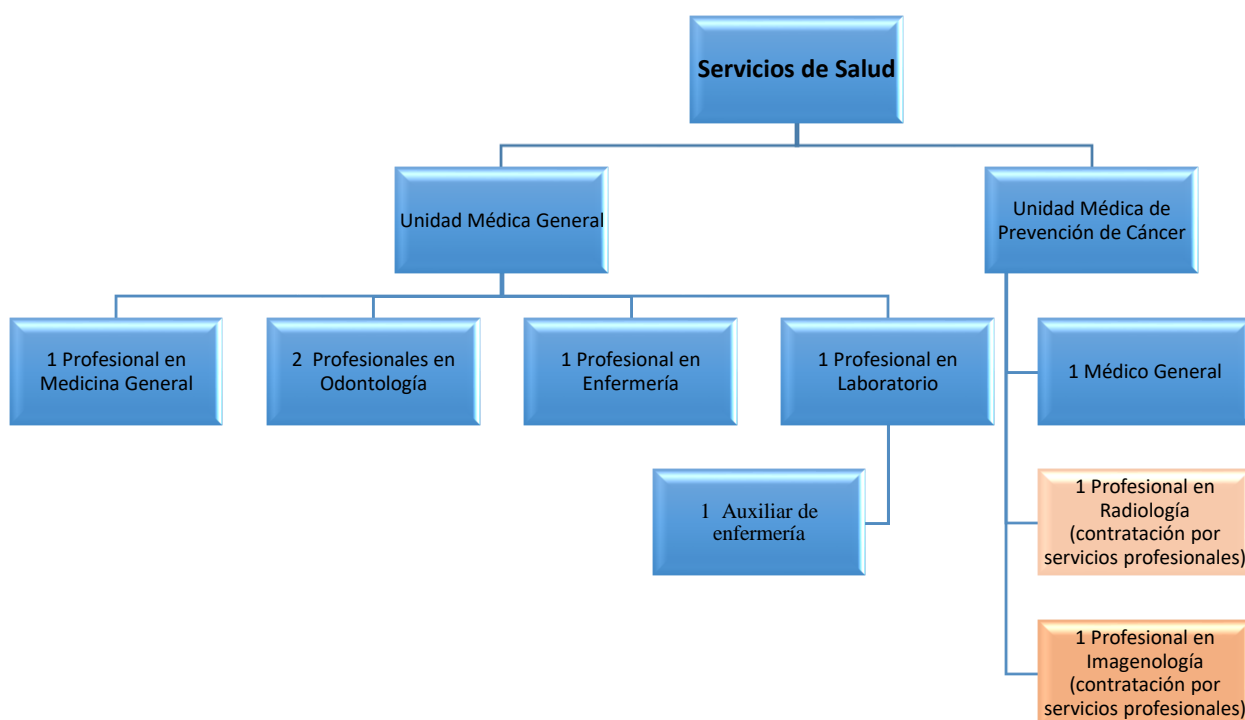 Servicios de Salud
Unidad Médica General
Unidad Médica de
Prevención de Cáncer
1 Profesional en
Medicina General
2  Profesionales en
Odontología
1 Profesional en
Enfermería
1 Profesional en
Laboratorio
1 Médico General
1  Auxiliar de
enfermería
1 Profesional en
Radiología
(contratación por
servicios profesionales)
1 Profesional en
Imagenología
(contratación por
servicios profesionales)